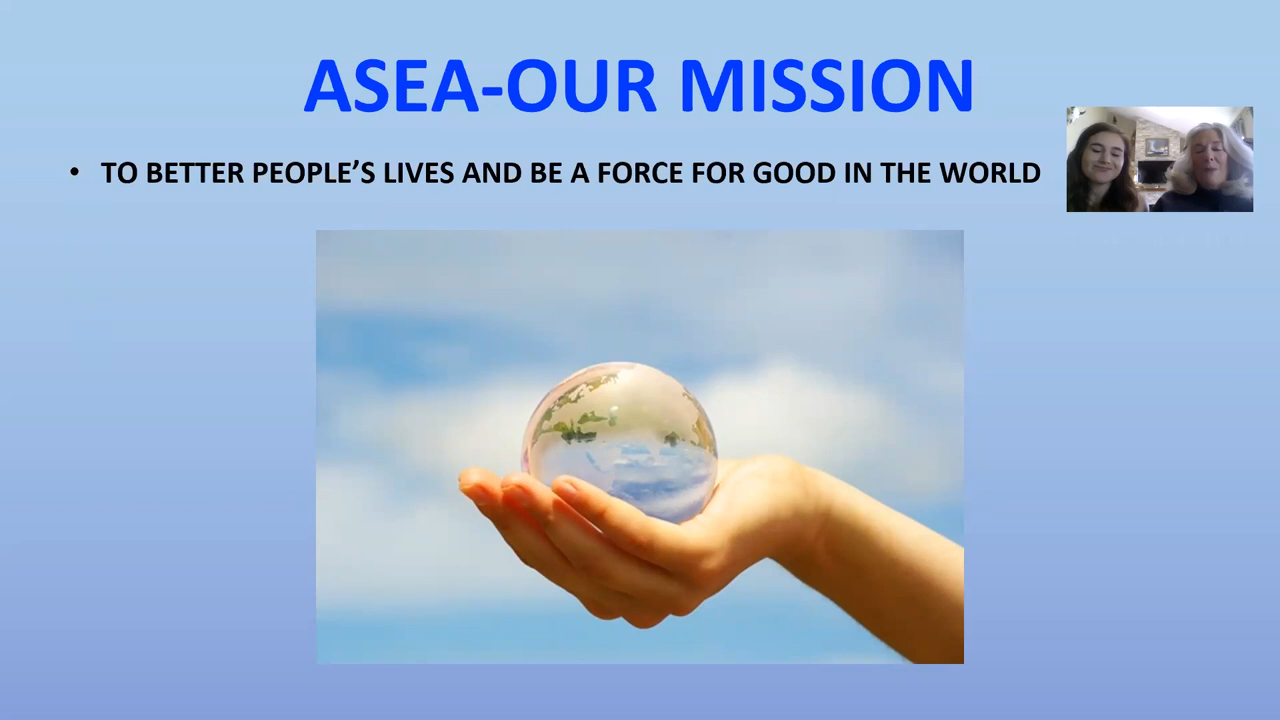 ASEA-OUR MISSION
• TO BETTER PEOPLE’S LIVES AND BE A FORCE FOR GOOD IN THE WORLD